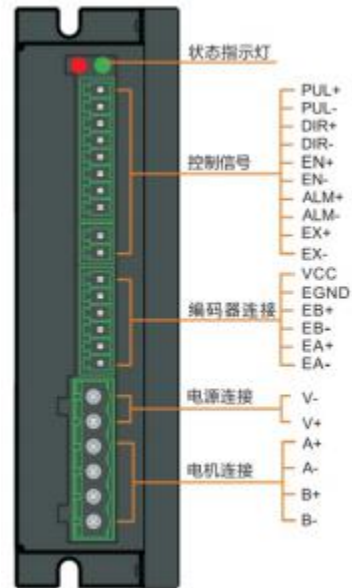 状态指示灯
控制信号
PUL+
PUL-
DIR+
DIR-
EN+
EN-
ALM+
ALM-
EX+
EX-
编码器连接
VCC
EGND
EB+
EB-
EA+
EA-
电源连接
V-
V+
电机连接
A+
A-
B+
B-